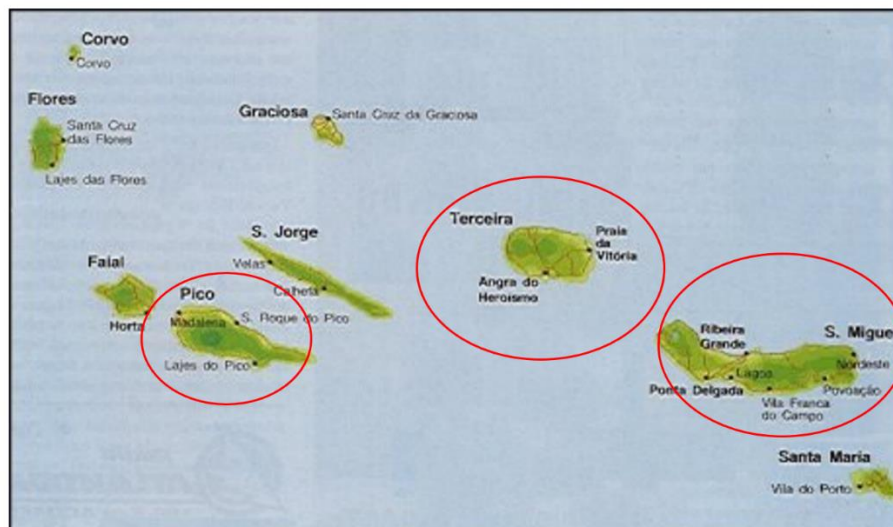 Corvo
Corvo
Flores
Santa Cruz
das Flores
Lajes das Flores
Graciosa
Santa Cruz da Graciosa
Terceira
Praia
da
Vitória
Angra do
Heroismo
S. Jorge
Velas
Calheta
Faial
Horta
Pico
Madalena
S. Roque do Pico
Lajes do Pico
S. Migue
Ribeira
Grande
Nordeste
Lagoa
Ponta Delgada
Povoação
Vila Franca
do Campo
Santa Maria
Vila do Porto